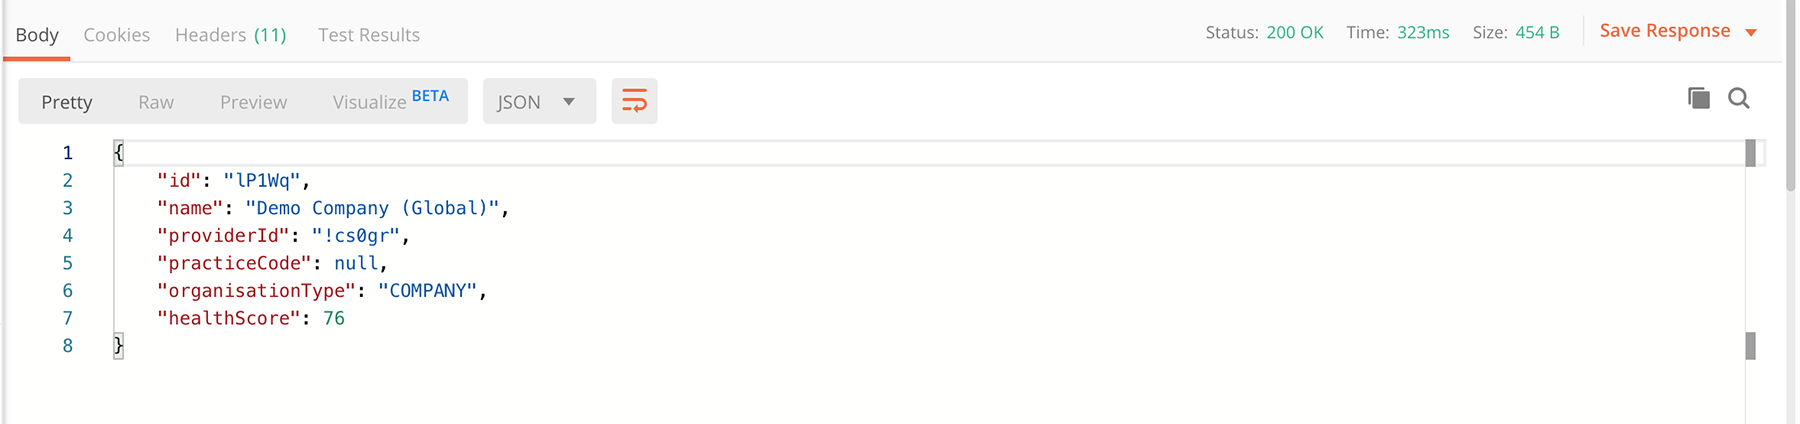 Body Cookies Headers (11) Test Results Status: 200 OK Time: 323ms Size: 454 B Save Response
Pretty Raw Preview Visualize BETA JSON
1 {
2 "id": "lP1Wq",
3 "name": "Demo Company (Global)",
4 "providerId": "!cs0gr",
5 "practiceCode": null,
6 "organisationType": "COMPANY",
7 "healthScore": 76
8 }